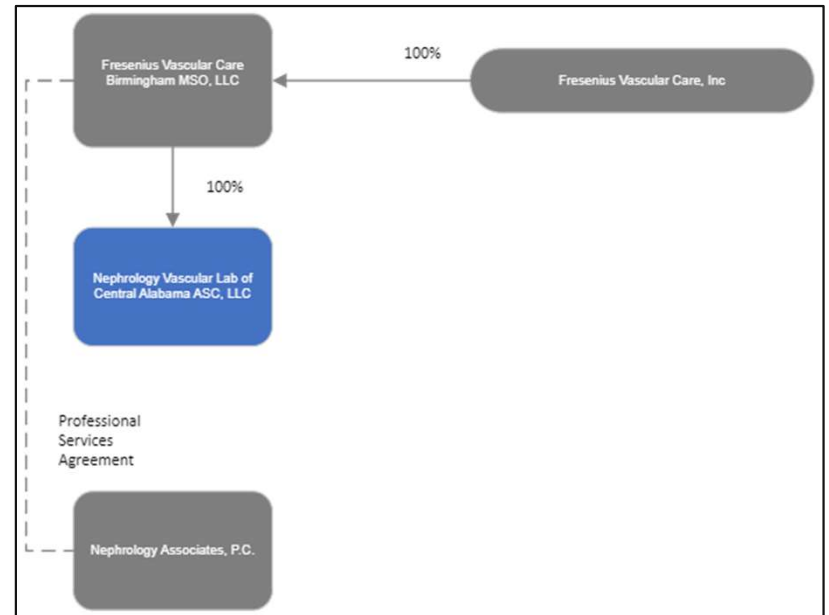 Fresenius Vascular Care
Birmingham MSO, LLC
100%
Fresenius Vascular Care, Inc
100%
Nephrology Vascular Lab of
Central Alabama ASC, LLC
Professional
Services
Agreement
Nephrology Associates, P.C.